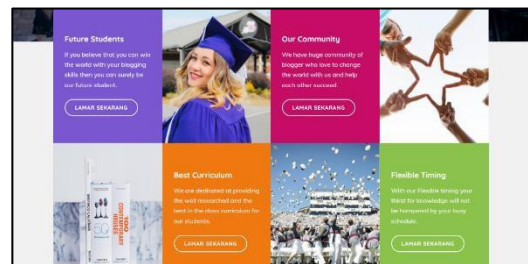 Future Students
If you believe that you can win
the world with your blogging
skills then you can surely be
our future student.
LAMAR SEKARANG
Our Community
We have huge community of
blogger who love to change
the world with us and help
each other succeed.
LAMAR SEKARANG
CONTEMPORARY
HOUSES
Best Curriculum
We are dedicated at providing
the well researched and the
best in the class curriculum for
our students.
LAMAR SEKARANG
Flexible Timing
With our Flexible timing your
thirst for knowledge will not
be hampered by your busy
schedule.
LAMAR SEKARANG